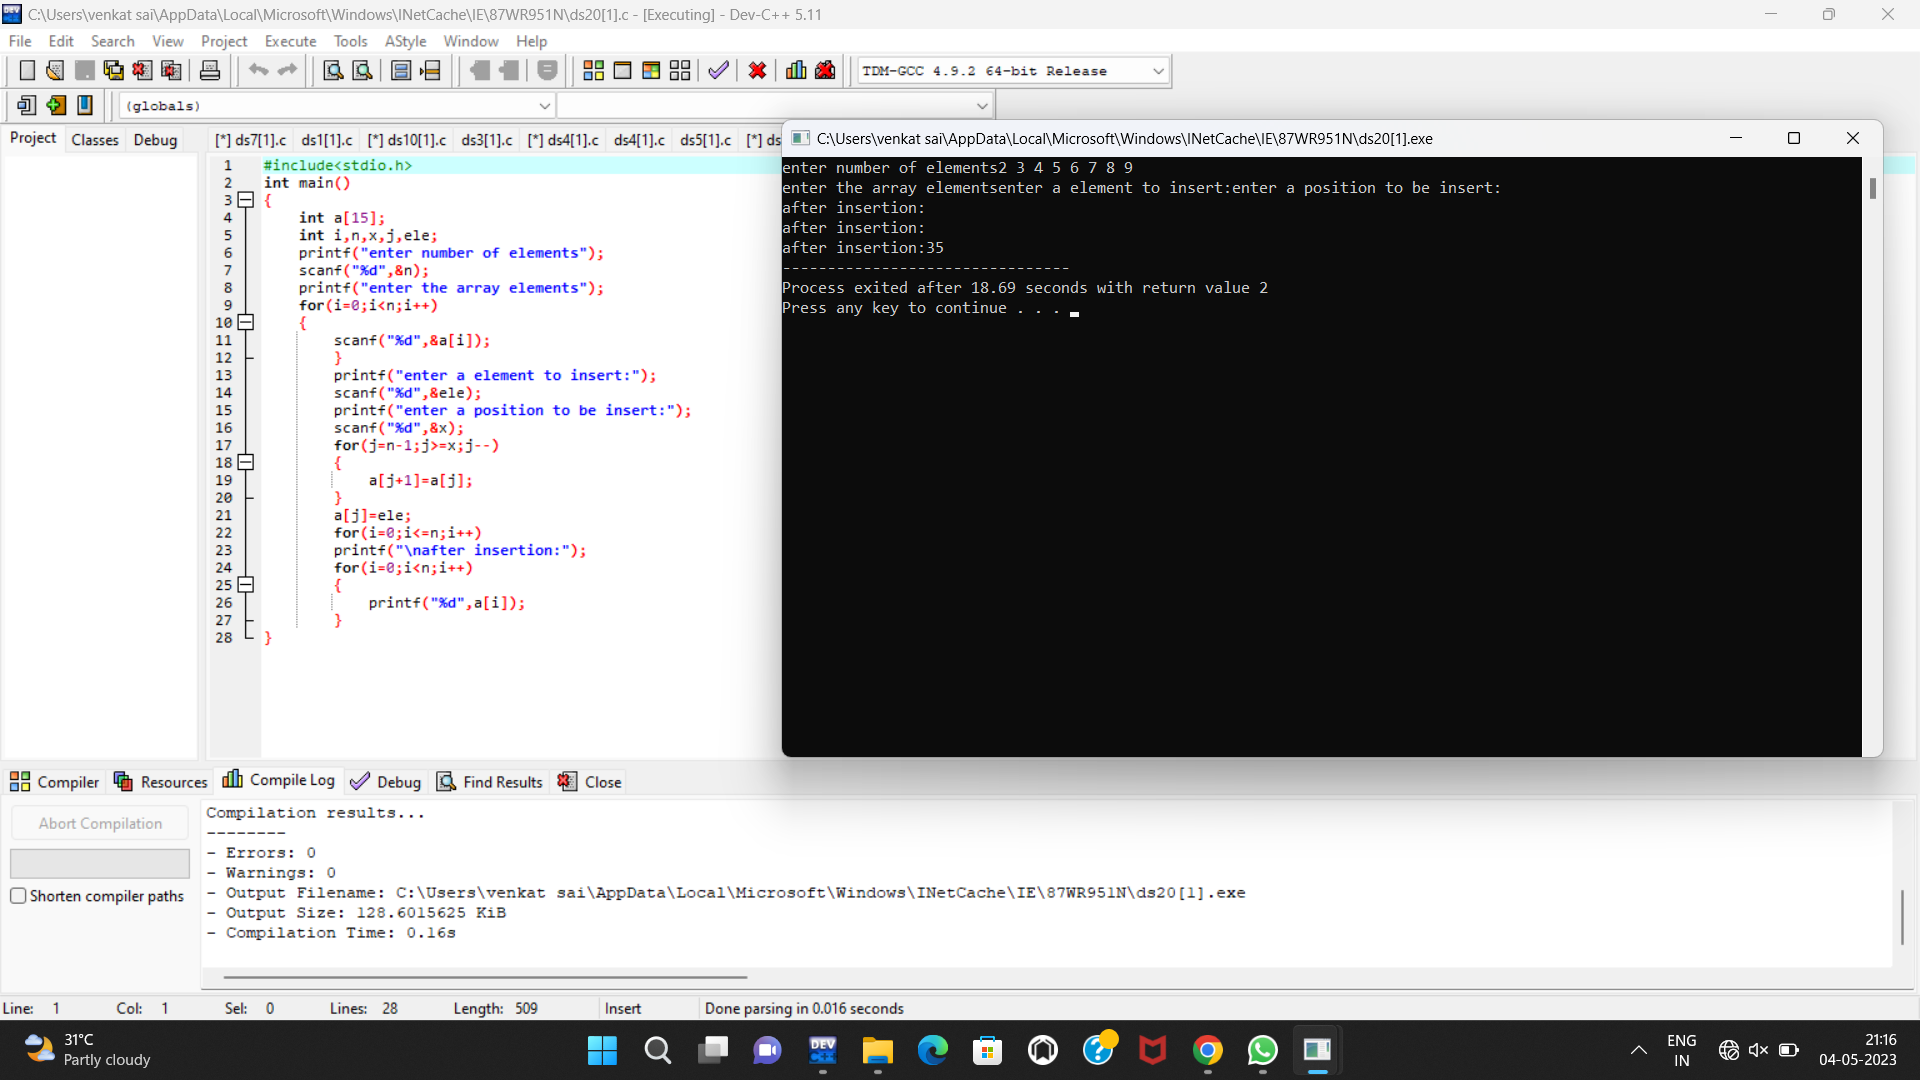 C:\Users\venkat sai\AppData\Local\Microsoft\Windows\INetCache\IE\87WR951N\ds20[1].c - [Executing] - Dev-C++ 5.11
File Edit Search View Project Execute Tools AStyle Window Help
TDM-GCC 4.9.2 64-bit Release
(globals)
Project Classes Debug
[*] ds7[1].c ds1[1].c [*] ds10[1].c ds3[1].c [*] ds4[1].c ds4[1].c ds5[1].c [*] ds
1 #include<stdio.h>
2 int main()
3 {
4 int a[15];
5 int i,n,x,j,ele;
6 printf("enter number of elements");
7 scanf("%d",&n);
8 printf("enter the array elements");
9 for(i=0;i<n;i++)
10 {
11 scanf("%d",&a[i]);
12 }
13 printf("enter a element to insert:");
14 scanf("%d",&ele);
15 printf("enter a position to be insert:");
16 scanf("%d",&x);
17 for(j=n-1;j>=x;j--)
18 {
19 a[j+1]=a[j];
20 }
21 a[j]=ele;
22 for(i=0;i<=n;i++)
23 printf("\nafter insertion:");
24 for(i=0;i<n;i++)
25 {
26 printf("%d",a[i]);
27 }
28 }
C:\Users\venkat sai\AppData\Local\Microsoft\Windows\INetCache\IE\87WR951N\ds20[1].exe
enter number of elements2 3 4 5 6 7 8 9
enter the array elementsenter a element to insert:enter a position to be insert:
after insertion:
after insertion:
after insertion:35
--------------------------------
Process exited after 18.69 seconds with return value 2
Press any key to continue . . .
Compiler Resources Compile Log Debug Find Results Close
Abort Compilation
Shorten compiler paths
Compilation results...
--------
- Errors: 0
- Warnings: 0
- Output Filename: C:\Users\venkat sai\AppData\Local\Microsoft\Windows\INetCache\IE\87WR951N\ds20[1].exe
- Output Size: 128.6015625 KiB
- Compilation Time: 0.16s
Line: 1 Col: 1 Sel: 0 Lines: 28 Length: 509 Insert Done parsing in 0.016 seconds
31°C
Partly cloudy
DEV
C++
ENG
IN
21:16
04-05-2023